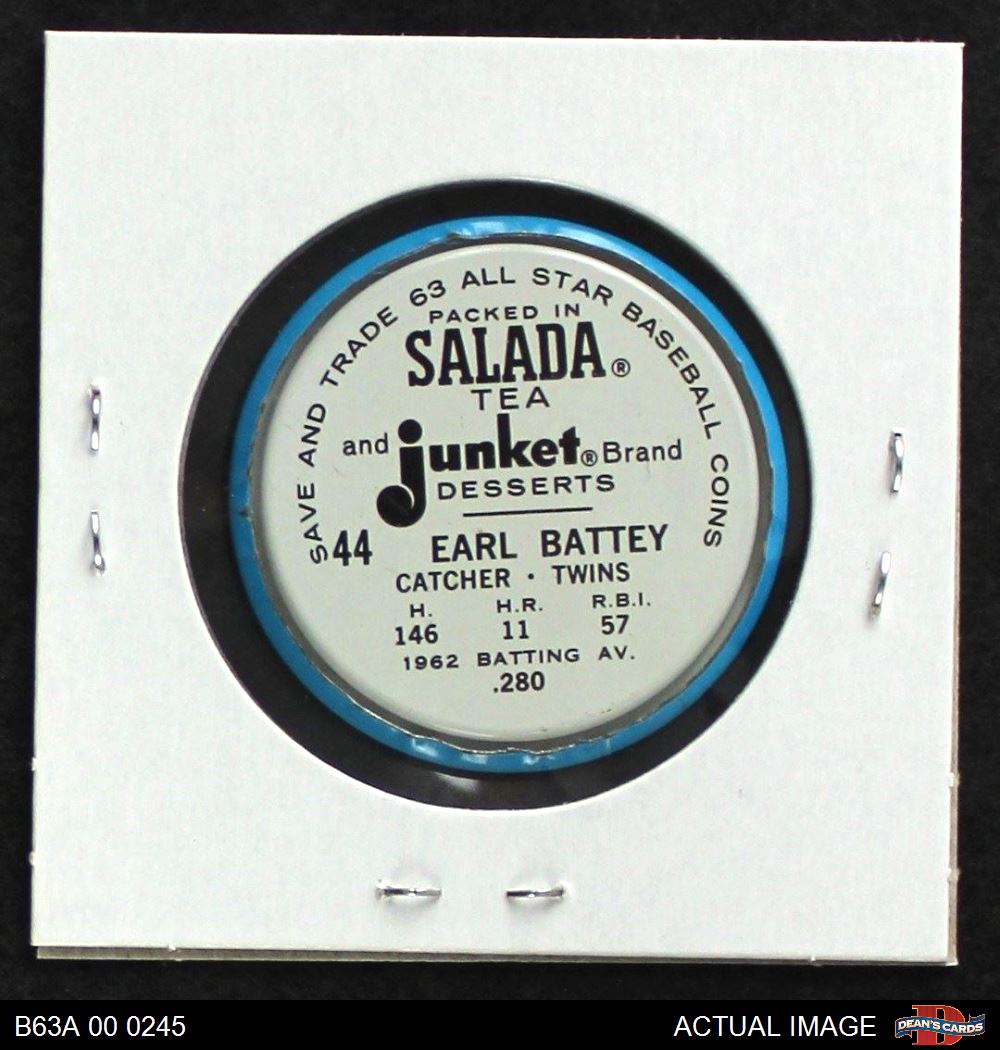 SAVE AND TRADE 63 ALL STAR BASEBALL COINS
PACKED IN
SALADA®
TEA
and junket® Brand
DESSERTS
44 EARL BATTEY
CATCHER · TWINS
H. H.R. R.B.I.
146 11 57
1962 BATTING AV.
.280
B63A 00 0245
ACTUAL IMAGE
D
DEAN'S CARDS